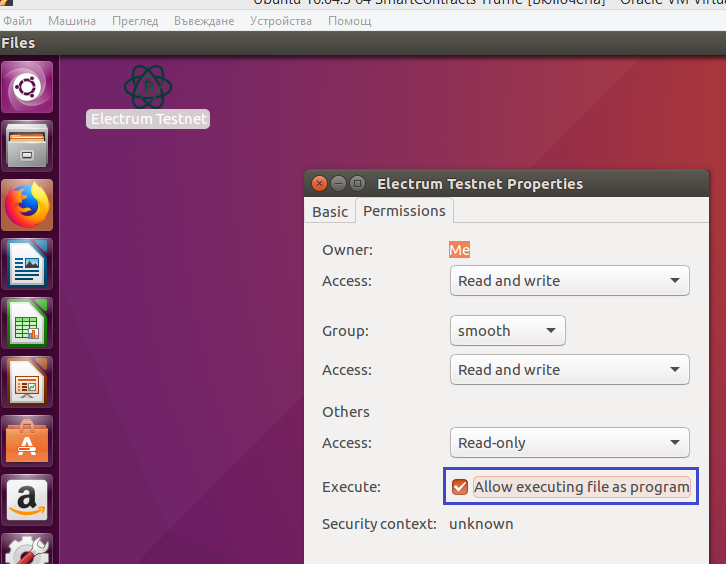 Ubuntu 16.04.3-64 SmartContracts Truffle [Включена] - Oracle VM Virtu
Файл Машина Преглед Въвеждане Устройства Помощ
Files
Electrum Testnet
Electrum Testnet Properties
Basic Permissions
Owner: Me
Access: Read and write
Group: smooth
Access: Read and write
Others
Access: Read-only
Execute: Allow executing file as program
Security context: unknown